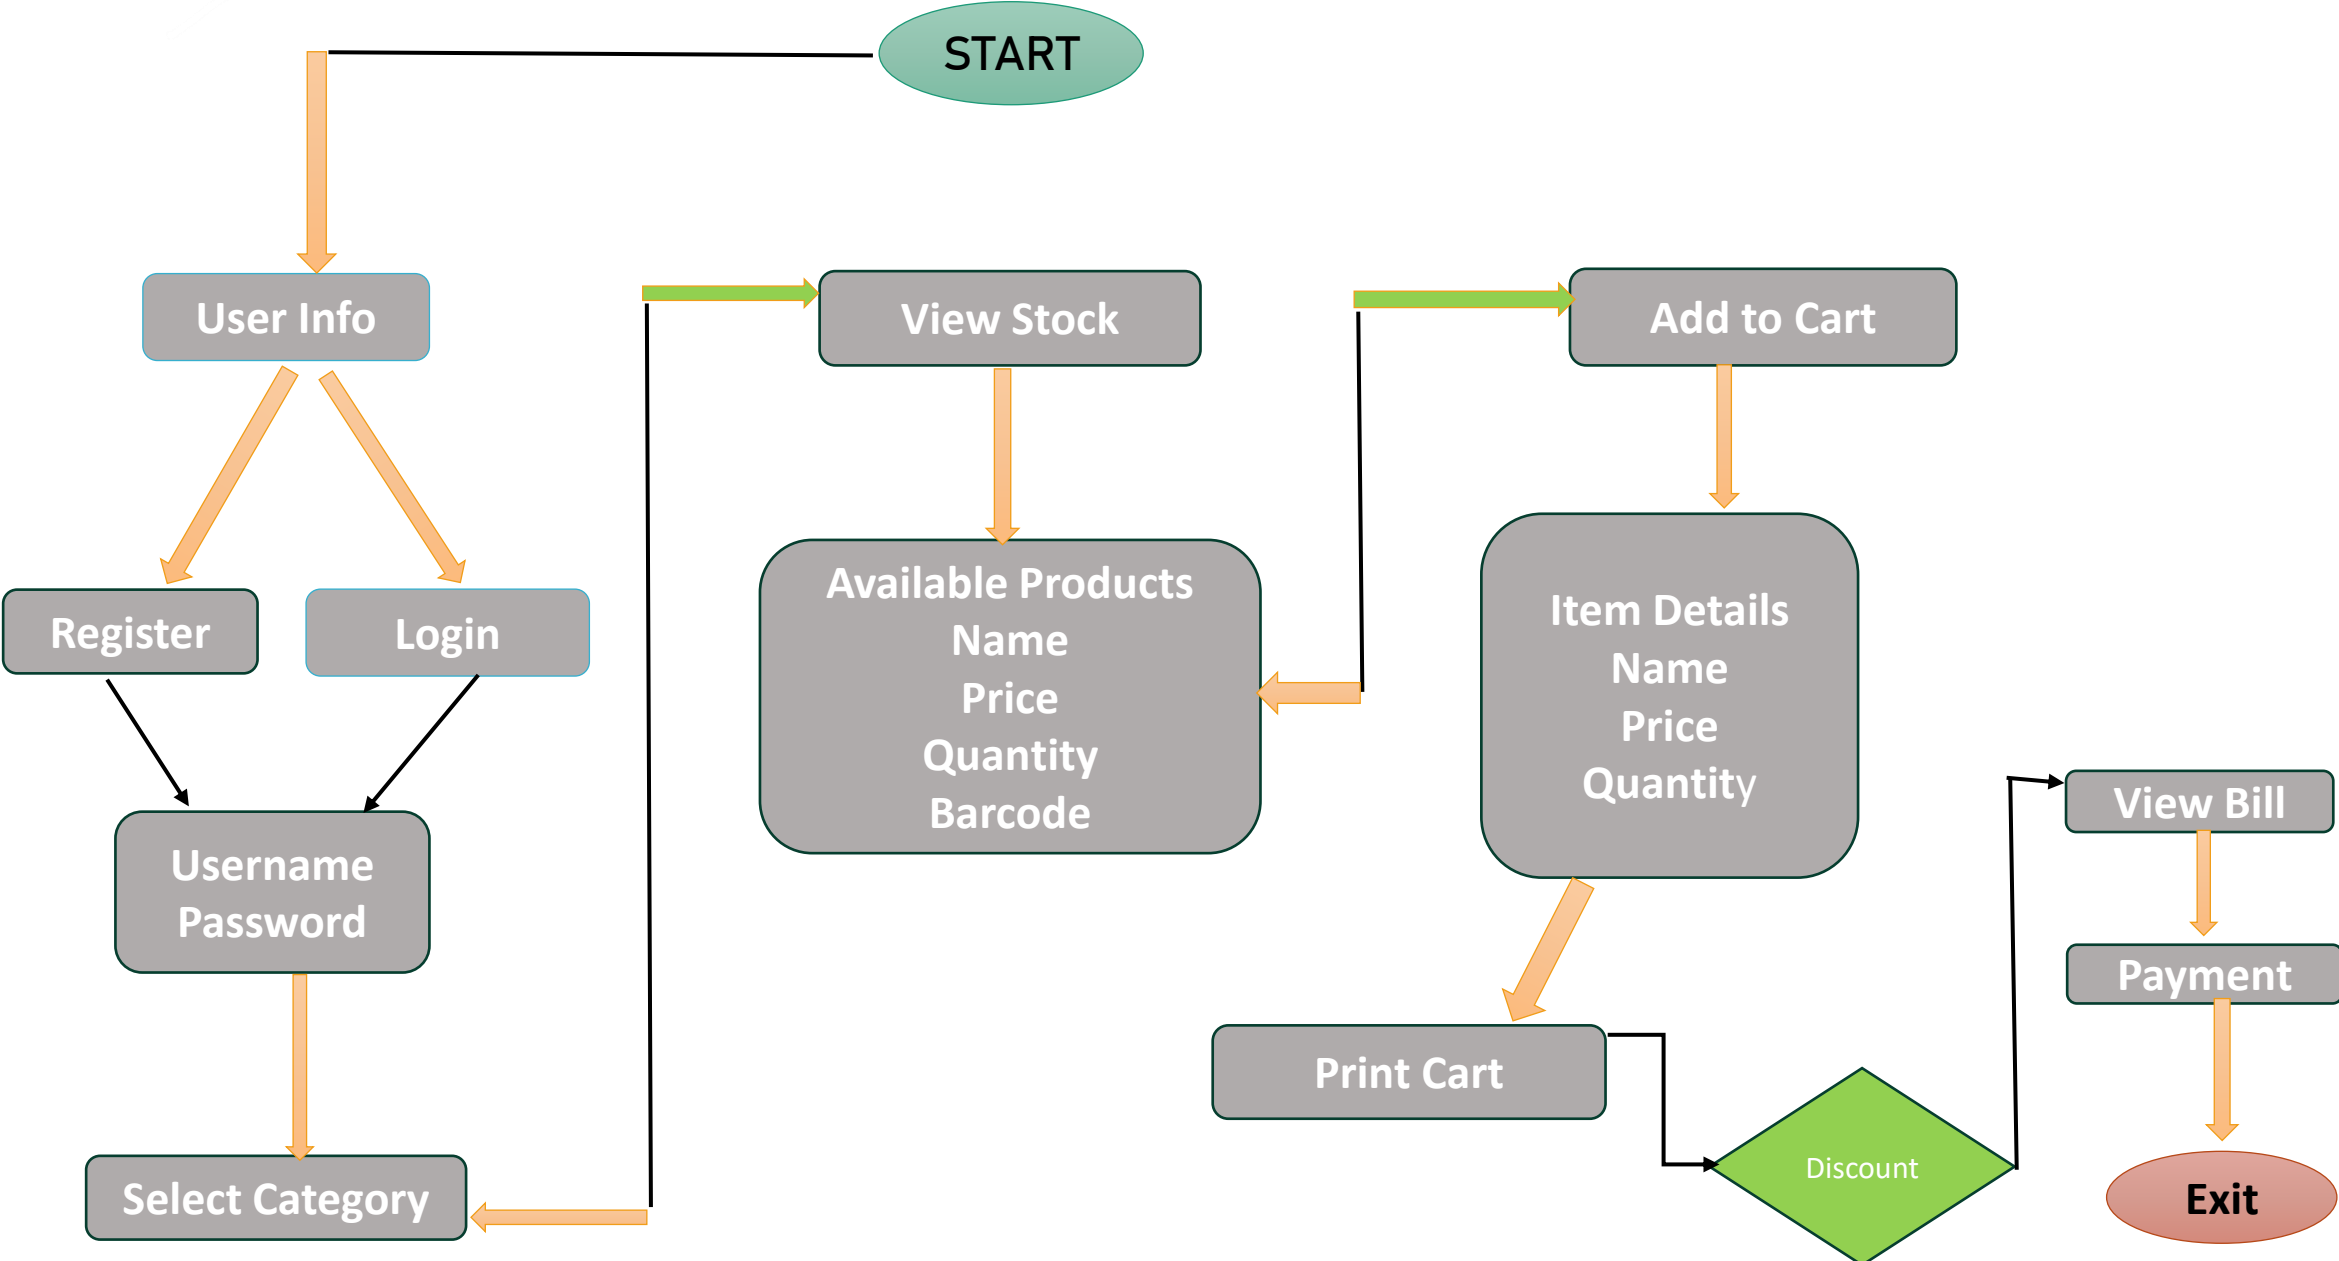 START
User Info
Register
Login
Username
Password
Select Category
View Stock
Available Products
Name
Price
Quantity
Barcode
Add to Cart
Item Details
Name
Price
Quantity
Print Cart
Discount
View Bill
Payment
Exit